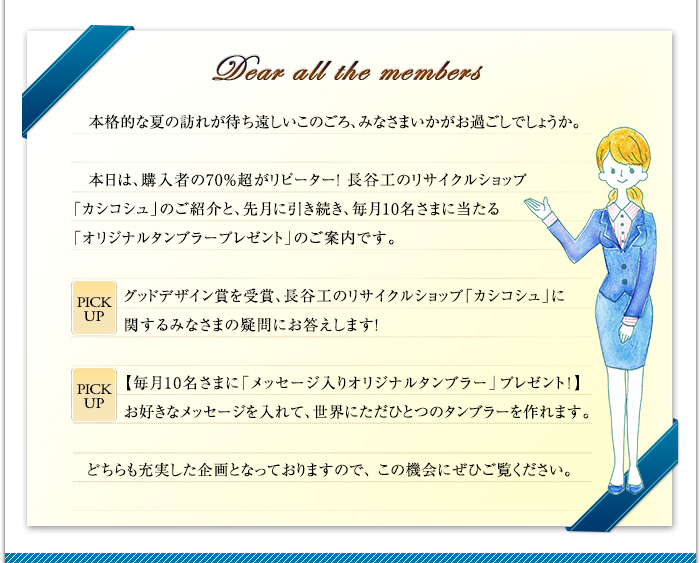 Dear all the members
本格的な夏の訪れが待ち遠しいこのごろ、みなさまいかがお過ごしでしょうか。
本日は、購入者の70%超がリピーター! 長谷工のリサイクルショップ
「カシコシュ」のご紹介と、先月に引き続き、毎月10名さまに当たる
「オリジナルタンブラープレゼント」のご案内です。
PICK UP
グッドデザイン賞を受賞、長谷工のリサイクルショップ「カシコシュ」に
関するみなさまの疑問にお答えします!
PICK UP
【毎月10名さまに「メッセージ入りオリジナルタンブラー」プレゼント!】
お好きなメッセージを入れて、世界にただひとつのタンブラーを作れます。
どちらも充実した企画となっておりますので、この機会にぜひご覧ください。